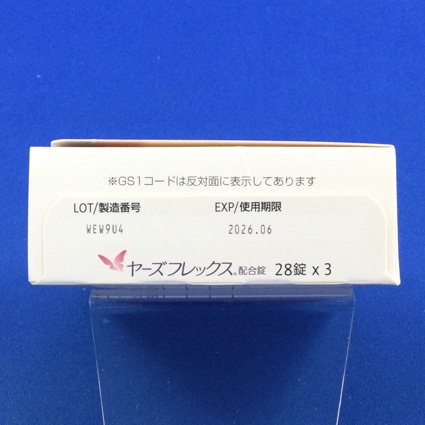 ※GS1コードは反対面に表示してあります
LOT/製造番号 EXP/使用期限
WEW9U4 2026.06
ヤーズフレックス®配合錠 28錠 x 3